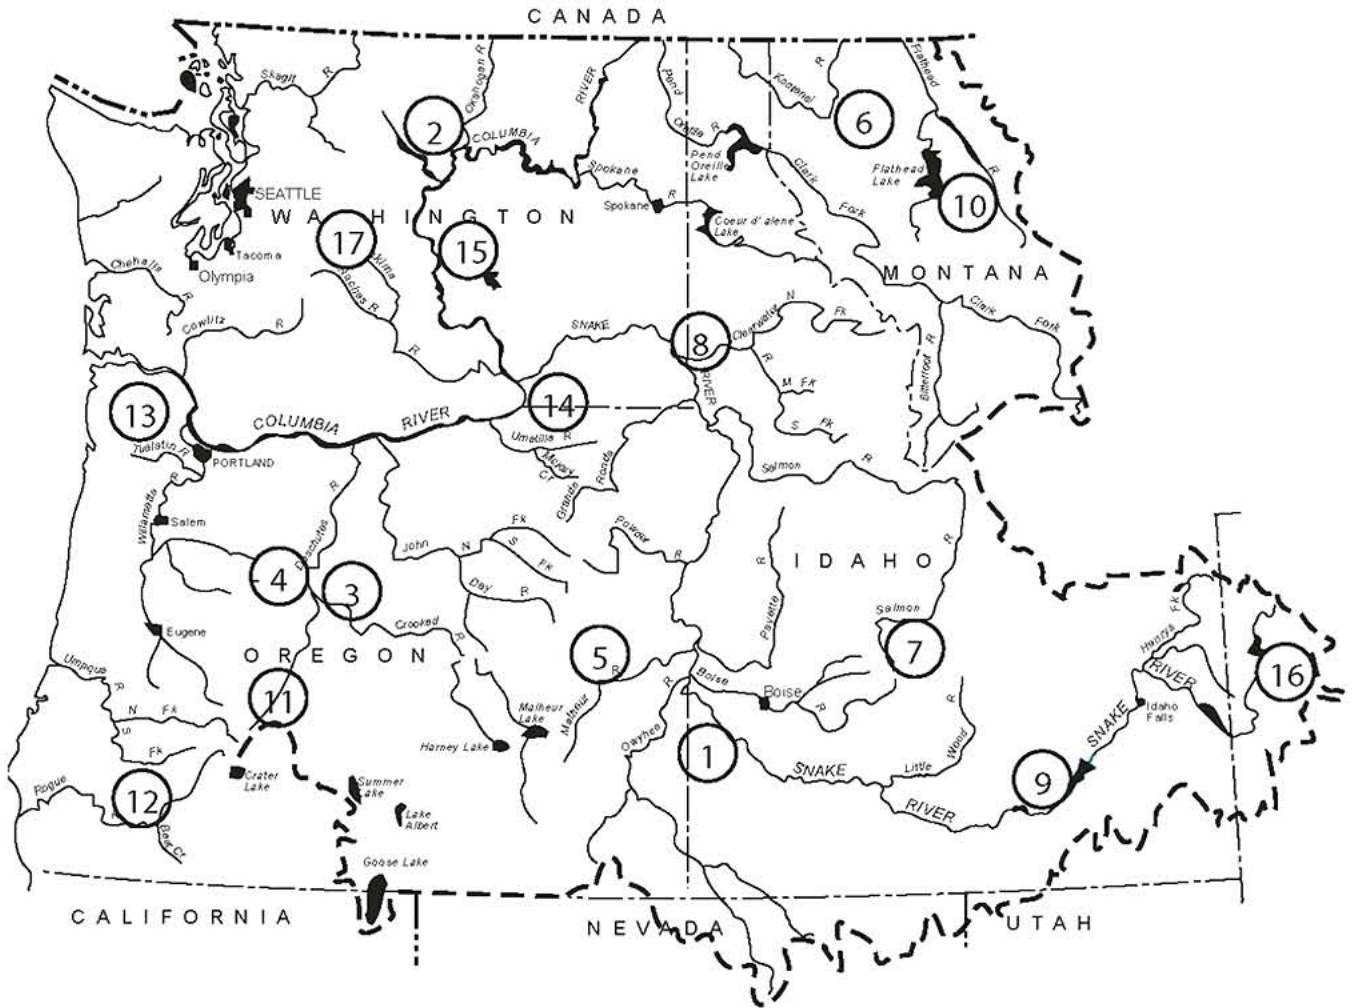 CANADA
Skagit
R
Okanogan R
RIVER
Pend
Oreille
R
Kootenai
R
Flathead
R
2
COLUMBIA
6
Pend
Oreille
Lake
Clark
Fork
Flathead
Lake
10
SEATTLE
Spokane
R
Spokane
Coeur d' alene
Lake
WA HINGTON
17
15
Tacoma
Olympia
Chehalis
R
Naches R
MONTANA
Cowlitz
R
SNAKE
8
Clearwater
N
Fk
R
Clark
Fork
R
RIVER
M Fk
S
Fk
Bitterroot
R
13
14
COLUMBIA
RIVER
Tualatin R
PORTLAND
Umatilla R
McKay
Cr
Grande
Ronde
Salmon
R
Willamette
R
Salem
R
Deschutes
John
N
Fk
S
Fk
Day
R
Powder
R
R
Payette
IDAHO
R
4
3
Crooked
R
Salmon
7
Henrys
Fk
Eugene
OREGON
5
R
Malheur
Umpqua
R
N
Fk
S
Fk
11
Malheur
Lake
Harney Lake
Owyhee
R
Boise
Boise
R
1
R
Wood
Little
RIVER
16
SNAKE
Idaho
Falls
Rogue
12
Bear Cr
Crater
Lake
Summer
Lake
Lake
Albert
Goose Lake
SNAKE
RIVER
9
CALIFORNIA
NEVADA
UTAH